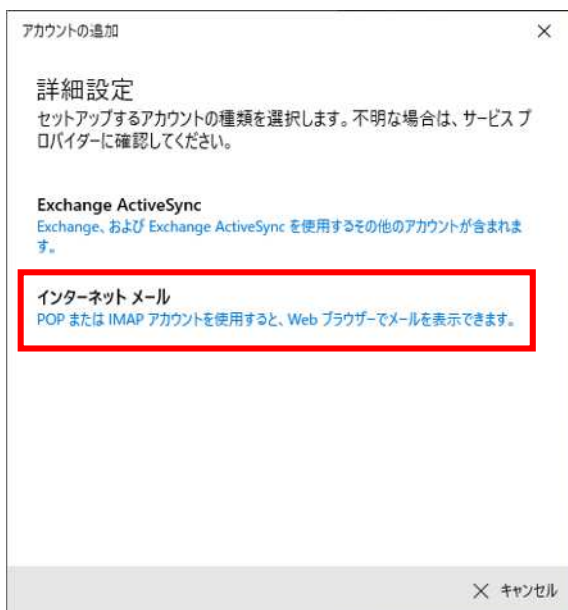 アカウントの追加
詳細設定
セットアップするアカウントの種類を選択します。不明な場合は、サービス プ
ロバイダーに確認してください。
Exchange ActiveSync
Exchange、および Exchange ActiveSync を使用するその他のアカウントが含まれま
す。
インターネット メール
POP または IMAP アカウントを使用すると、Web ブラウザーでメールを表示できます。
キャンセル